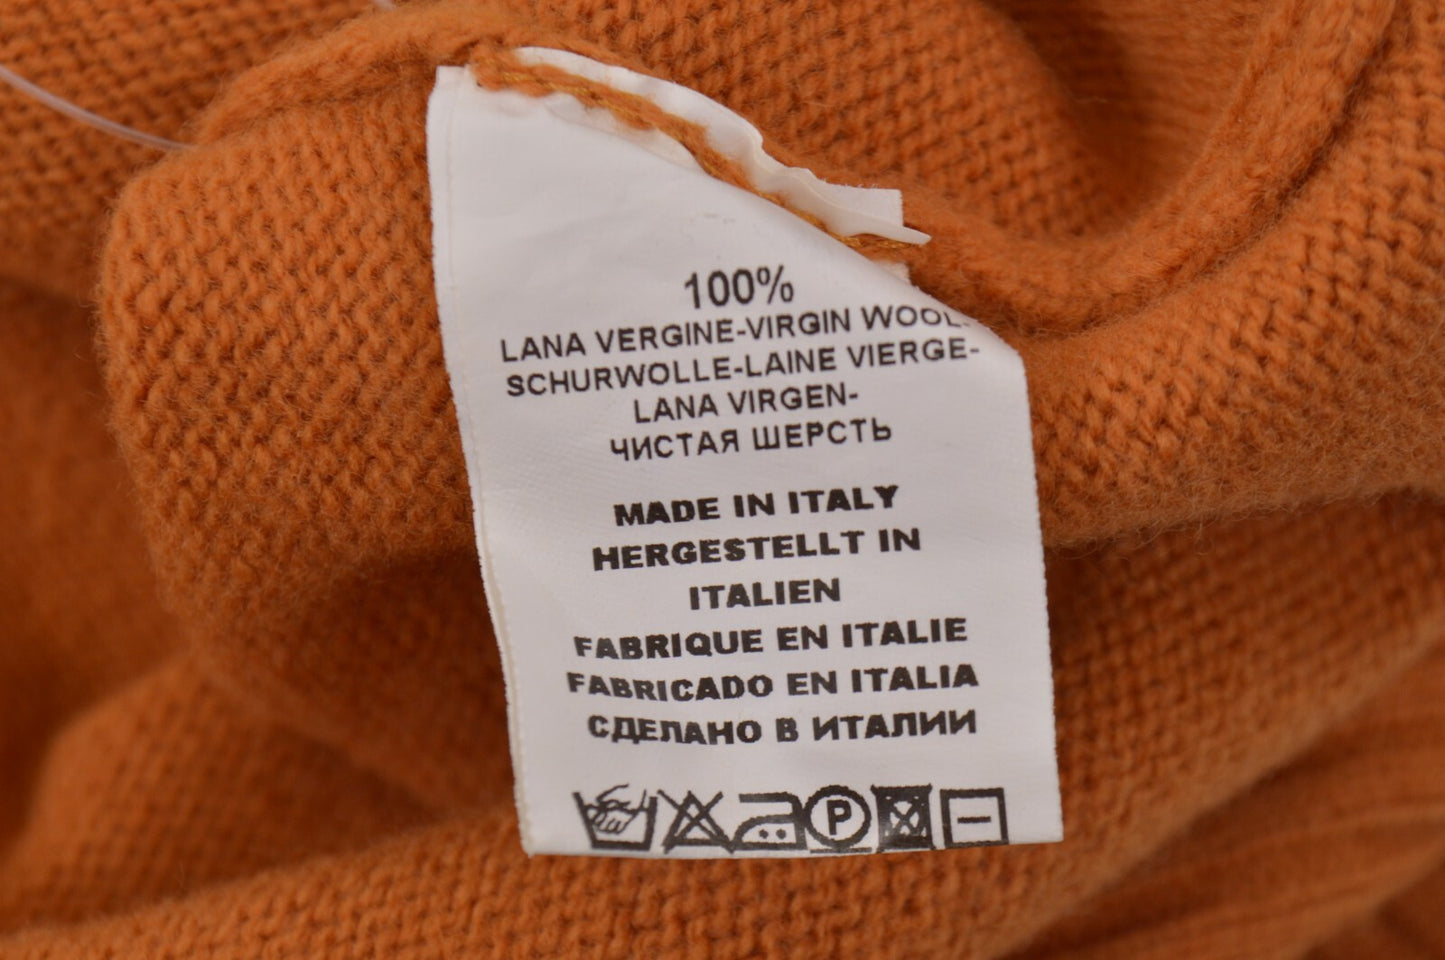 100%
LANA VERGINE-VIRGIN WOOL-
SCHURWOLLE-LAINE VIERGE-
LANA VIRGEN-
ЧИСТАЯ ШЕРСТЬ
MADE IN ITALY
HERGESTELLT IN
ITALIEN
FABRIQUE EN ITALIE
FABRICADO EN ITALIA
СДЕЛАНО В ИТАЛИИ
P